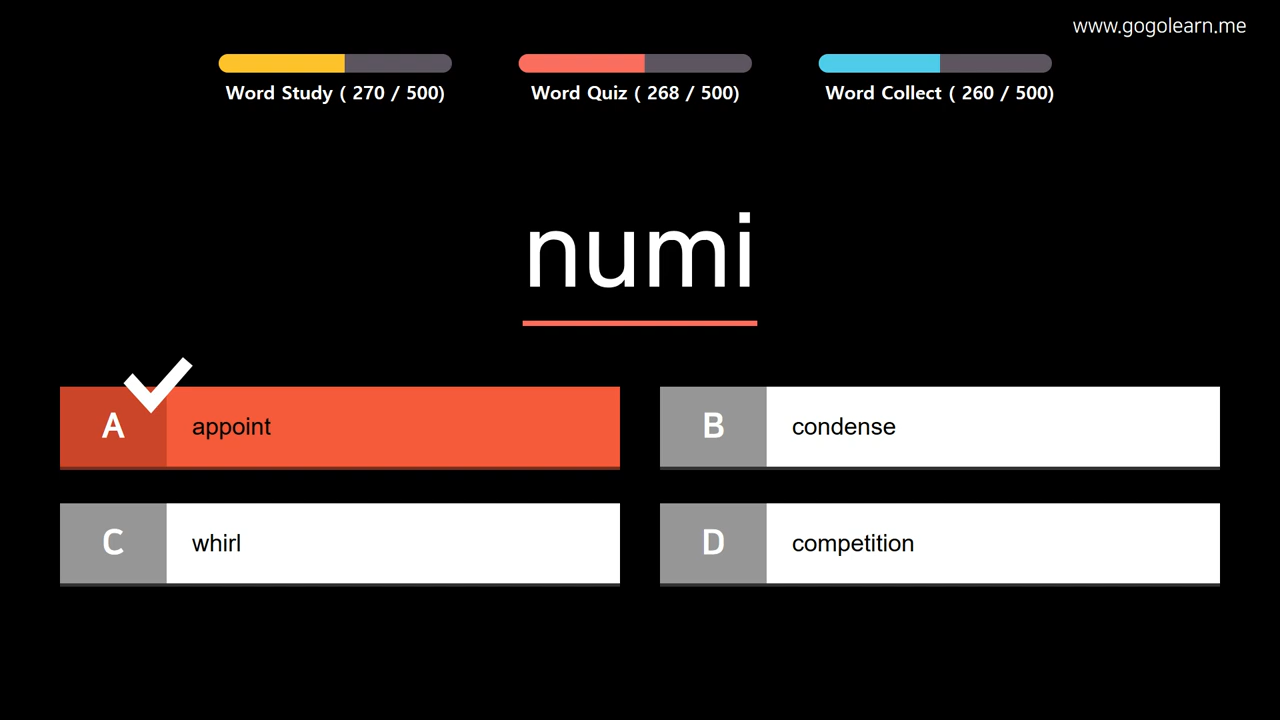 www.gogolearn.me
Word Study ( 270 / 500)
Word Quiz ( 268 / 500)
Word Collect ( 260 / 500)
numi
A appoint
B condense
C whirl
D competition